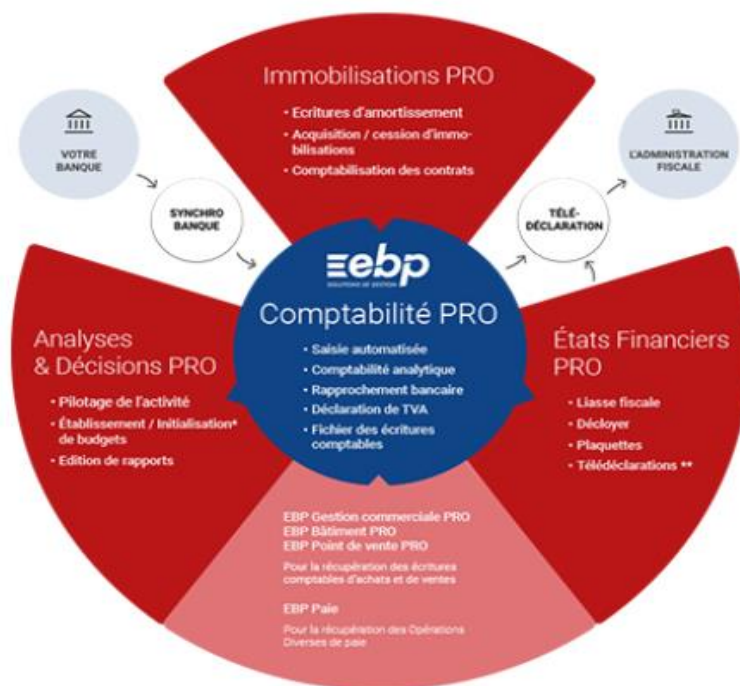 Immobilisations PRO
• Ecritures d'amortissement
• Acquisition / cession d'immo-
bilisations
• Comptabilisation des contrats
VOTRE
BANQUE
SYNCHRO
BANQUE
TÉLÉ-
DÉCLARATION
L'ADMINISTRATION
FISCALE
ebp
SOLUTIONS DE GESTION
Comptabilité PRO
• Saisie automatisée
• Comptabilité analytique
• Rapprochement bancaire
• Déclaration de TVA
• Fichier des écritures
comptables
Analyses
& Décisions PRO
• Pilotage de l'activité
• Établissement / Initialisation*
de budgets
• Edition de rapports
États Financiers
PRO
• Liasse fiscale
• Décloyer
• Plaquettes
• Télédéclarations **
EBP Gestion commerciale PRO
EBP Bâtiment PRO
EBP Point de vente PRO
Pour la récupération des écritures
comptables d'achats et de ventes
EBP Paie
Pour la récupération des Opérations
Diverses de paie